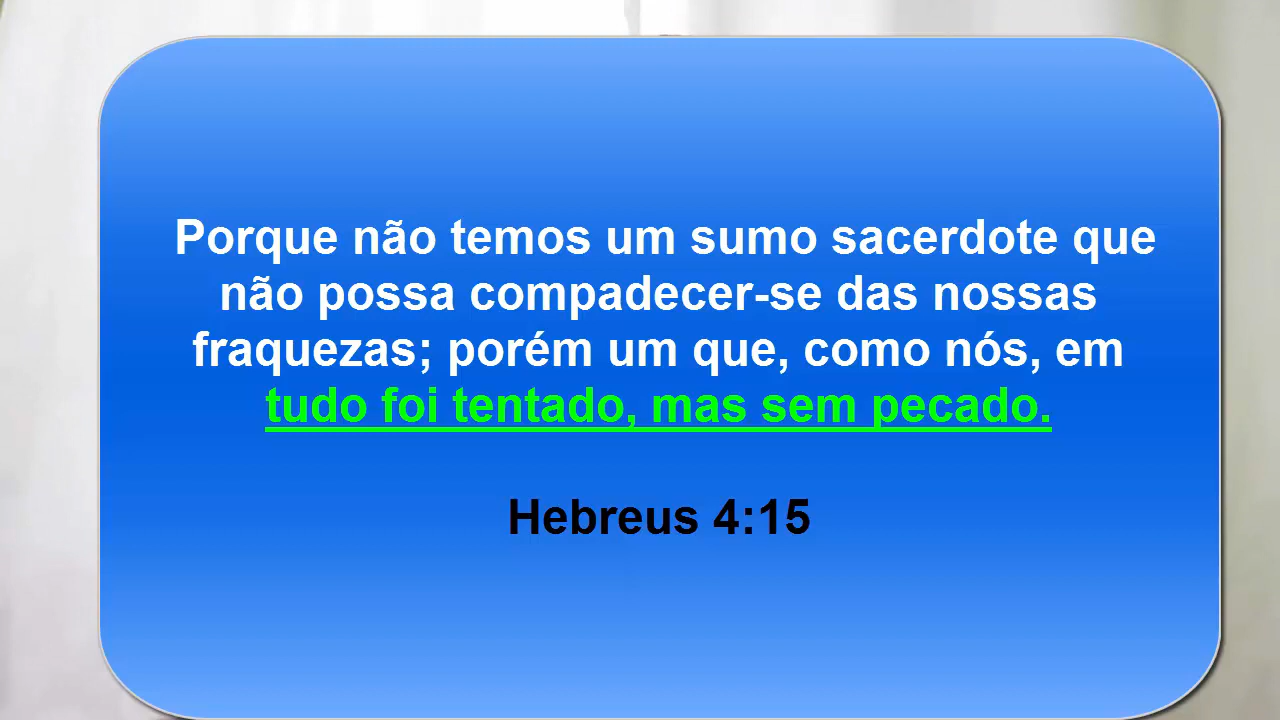 Porque não temos um sumo sacerdote que
não possa compadecer-se das nossas
fraquezas; porém um que, como nós, em
tudo foi tentado, mas sem pecado.
Hebreus 4:15